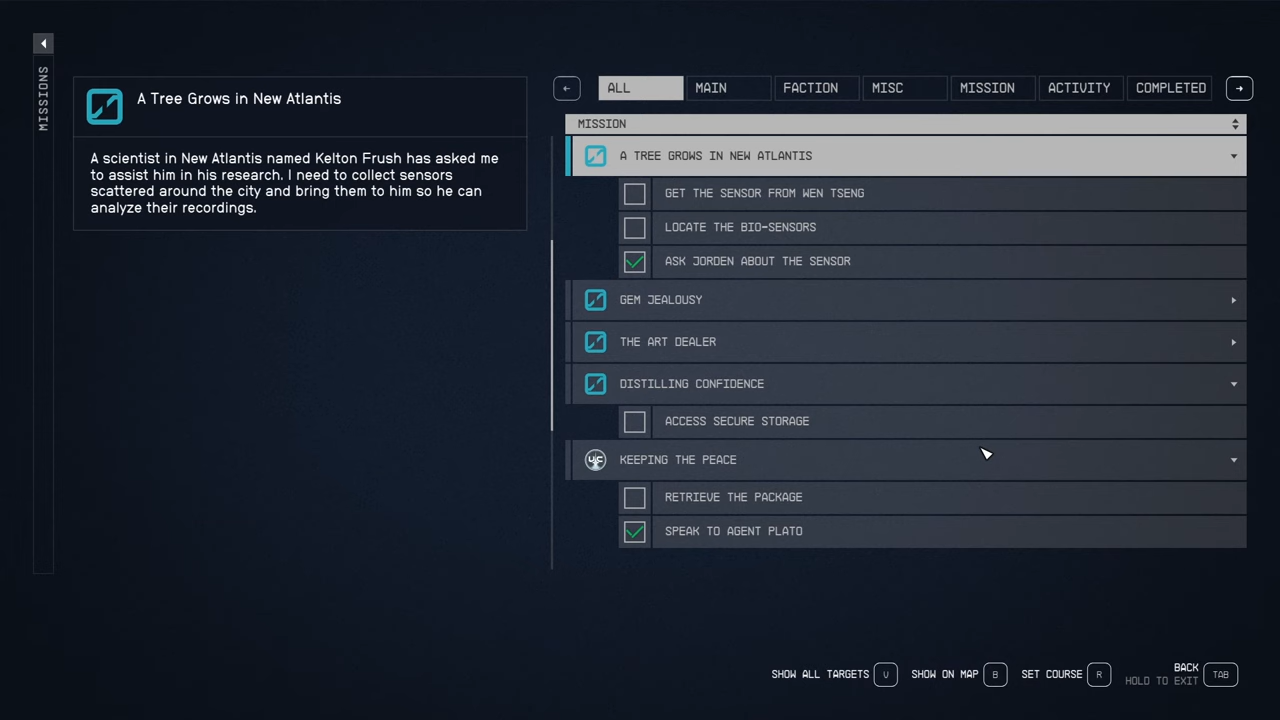 MISSIONS
A Tree Grows in New Atlantis
A scientist in New Atlantis named Kelton Frush has asked me
to assist him in his research. I need to collect sensors
scattered around the city and bring them to him so he can
analyze their recordings.
ALL MAIN FACTION MISC MISSION ACTIVITY COMPLETED
MISSION
A TREE GROWS IN NEW ATLANTIS
GET THE SENSOR FROM WEN TSENG
LOCATE THE BIO-SENSORS
ASK JORDEN ABOUT THE SENSOR
GEM JEALOUSY
THE ART DEALER
DISTILLING CONFIDENCE
ACCESS SECURE STORAGE
UC KEEPING THE PEACE
RETRIEVE THE PACKAGE
SPEAK TO AGENT PLATO
SHOW ALL TARGETS V SHOW ON MAP B SET COURSE R BACK TAB
HOLD TO EXIT